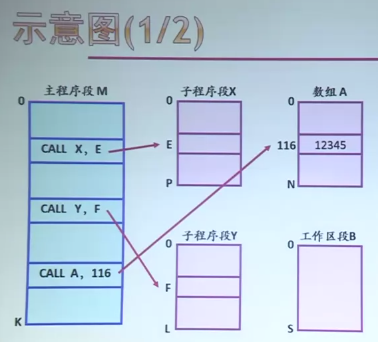 示意图(1/2)
主程序段 M
0
CALL X, E
CALL Y, F
CALL A, 116
K
子程序段X
0
E
P
数组 A
0
116
12345
N
子程序段Y
0
F
L
工作区段B
0
S